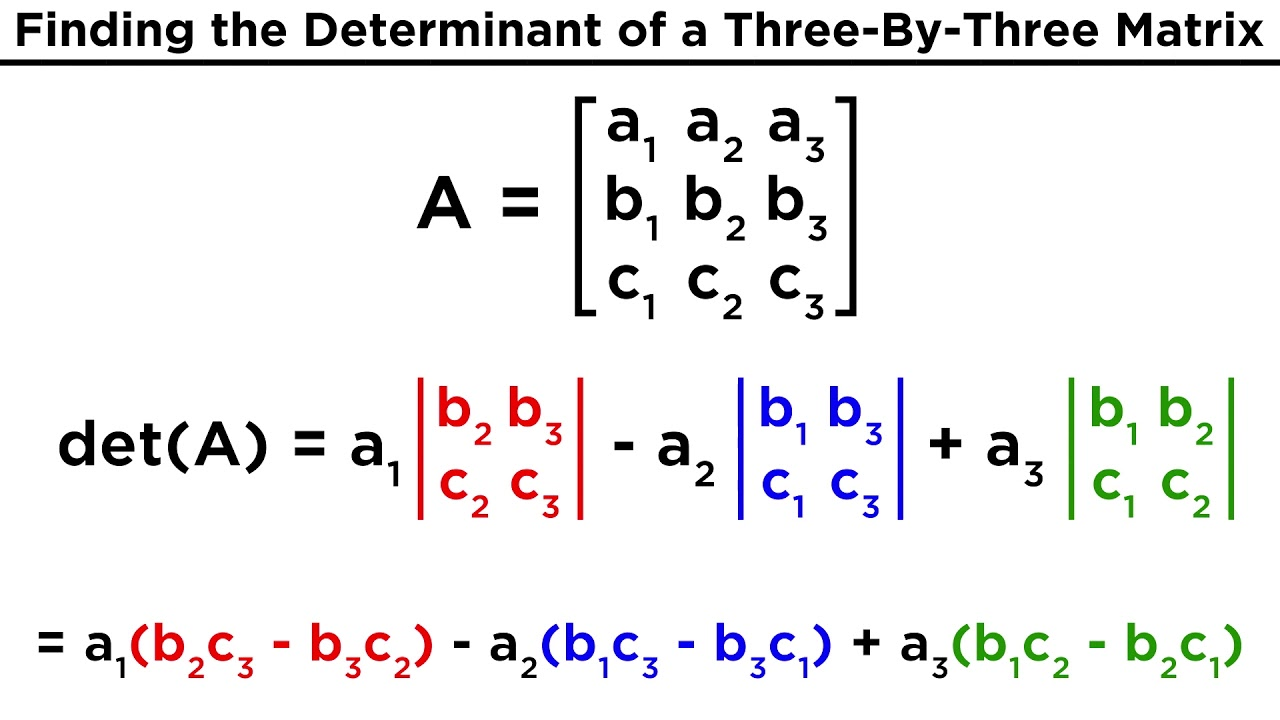 Finding the Determinant of a Three-By-Three Matrix
A = [a₁ a₂ a₃
b₁ b₂ b₃
c₁ c₂ c₃]
det(A) = a₁ |b₂ b₃| - a₂ |b₁ b₃| + a₃ |b₁ b₂|
|c₂ c₃| |c₁ c₃| |c₁ c₂|
= a₁(b₂c₃ - b₃c₂) - a₂(b₁c₃ - b₃c₁) + a₃(b₁c₂ - b₂c₁)